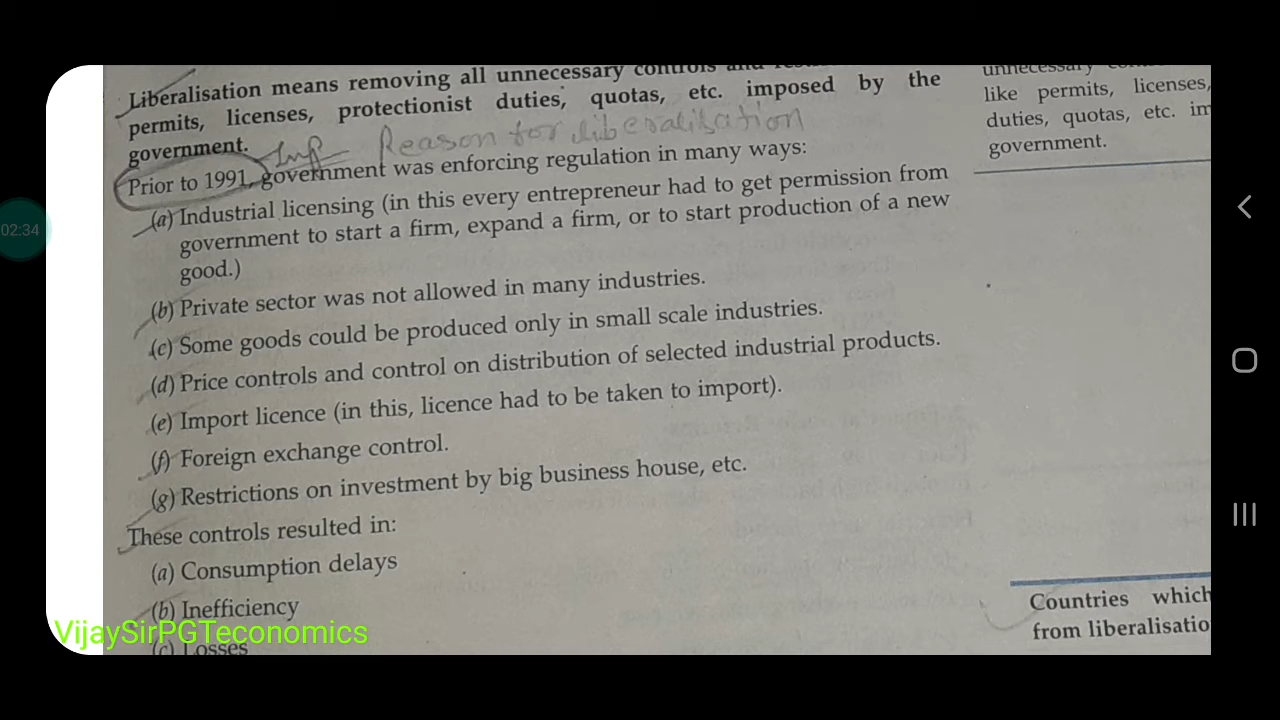 Liberalisation means removing all unnecessary controls and
permits, licenses, protectionist duties, quotas, etc. imposed by the
government.
Imp Reason for liberalisation
Prior to 1991, government was enforcing regulation in many ways:
(a) Industrial licensing (in this every entrepreneur had to get permission from
government to start a firm, expand a firm, or to start production of a new
good.)
(b) Private sector was not allowed in many industries.
(c) Some goods could be produced only in small scale industries.
(d) Price controls and control on distribution of selected industrial products.
(e) Import licence (in this, licence had to be taken to import).
(f) Foreign exchange control.
(g) Restrictions on investment by big business house, etc.
These controls resulted in:
(a) Consumption delays
(b) Inefficiency
(c) Losses
unnecessary
like permits, licenses,
duties, quotas, etc. im
government.
Countries which
from liberalisatio
02:34
VijaySirPGTeconomics